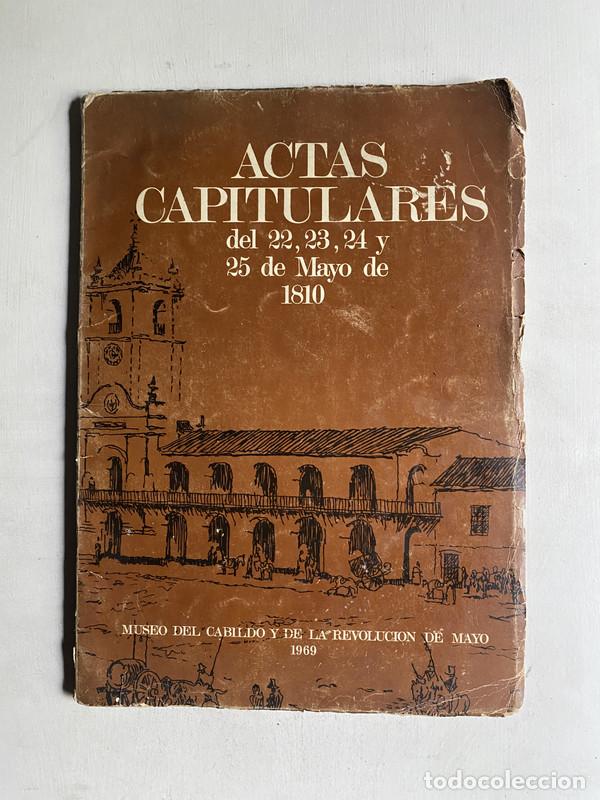 ACTAS
CAPITULARES
del 22, 23, 24 y
25 de Mayo de
1810
MUSEO DEL CABILDO Y DE LA REVOLUCION DE MAYO
1969
todocoleccion